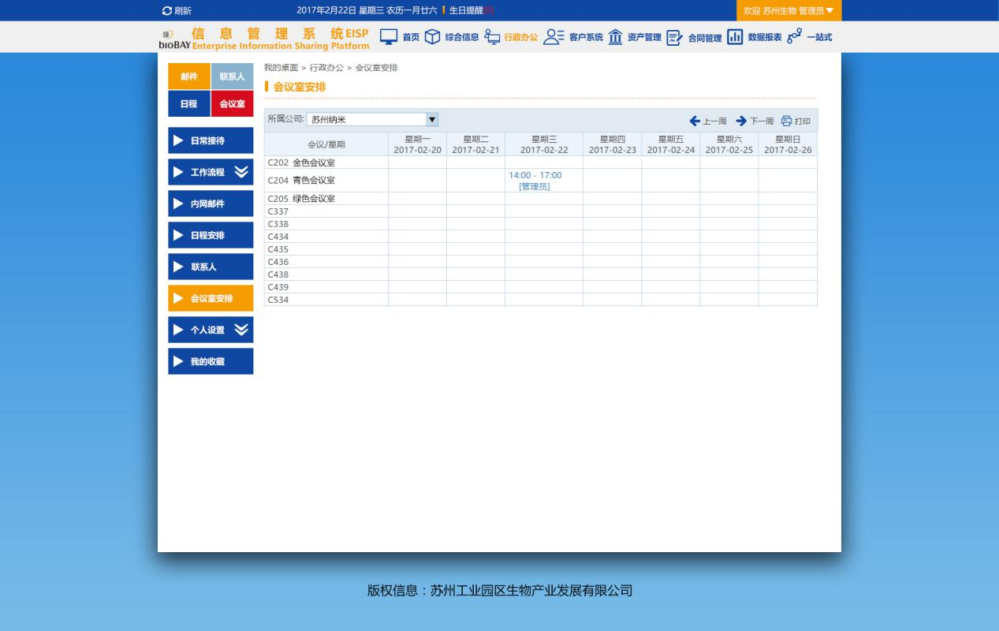 刷新
2017年2月22日 星期三 农历一月廿六 生日提醒[0]
欢迎 苏州生物 管理员
bioBAY
信 息 管 理 系 统 EISP
Enterprise Information Sharing Platform
首页 综合信息 行政办公 客户系统 资产管理 合同管理 数据报表 一站式
邮件 联系人
日程 会议室
日常接待
工作流程
内网邮件
日程安排
联系人
会议室安排
个人设置
我的收藏
我的桌面 > 行政办公 > 会议室安排
会议室安排
所属公司: 苏州纳米
上一周 下一周 打印
会议/星期 星期一 星期二 星期三 星期四 星期五 星期六 星期日
2017-02-20 2017-02-21 2017-02-22 2017-02-23 2017-02-24 2017-02-25 2017-02-26
C202 金色会议室
C204 青色会议室
14:00 - 17:00
[管理员]
C205 绿色会议室
C337
C338
C434
C435
C436
C438
C439
C534
版权信息：苏州工业园区生物产业发展有限公司